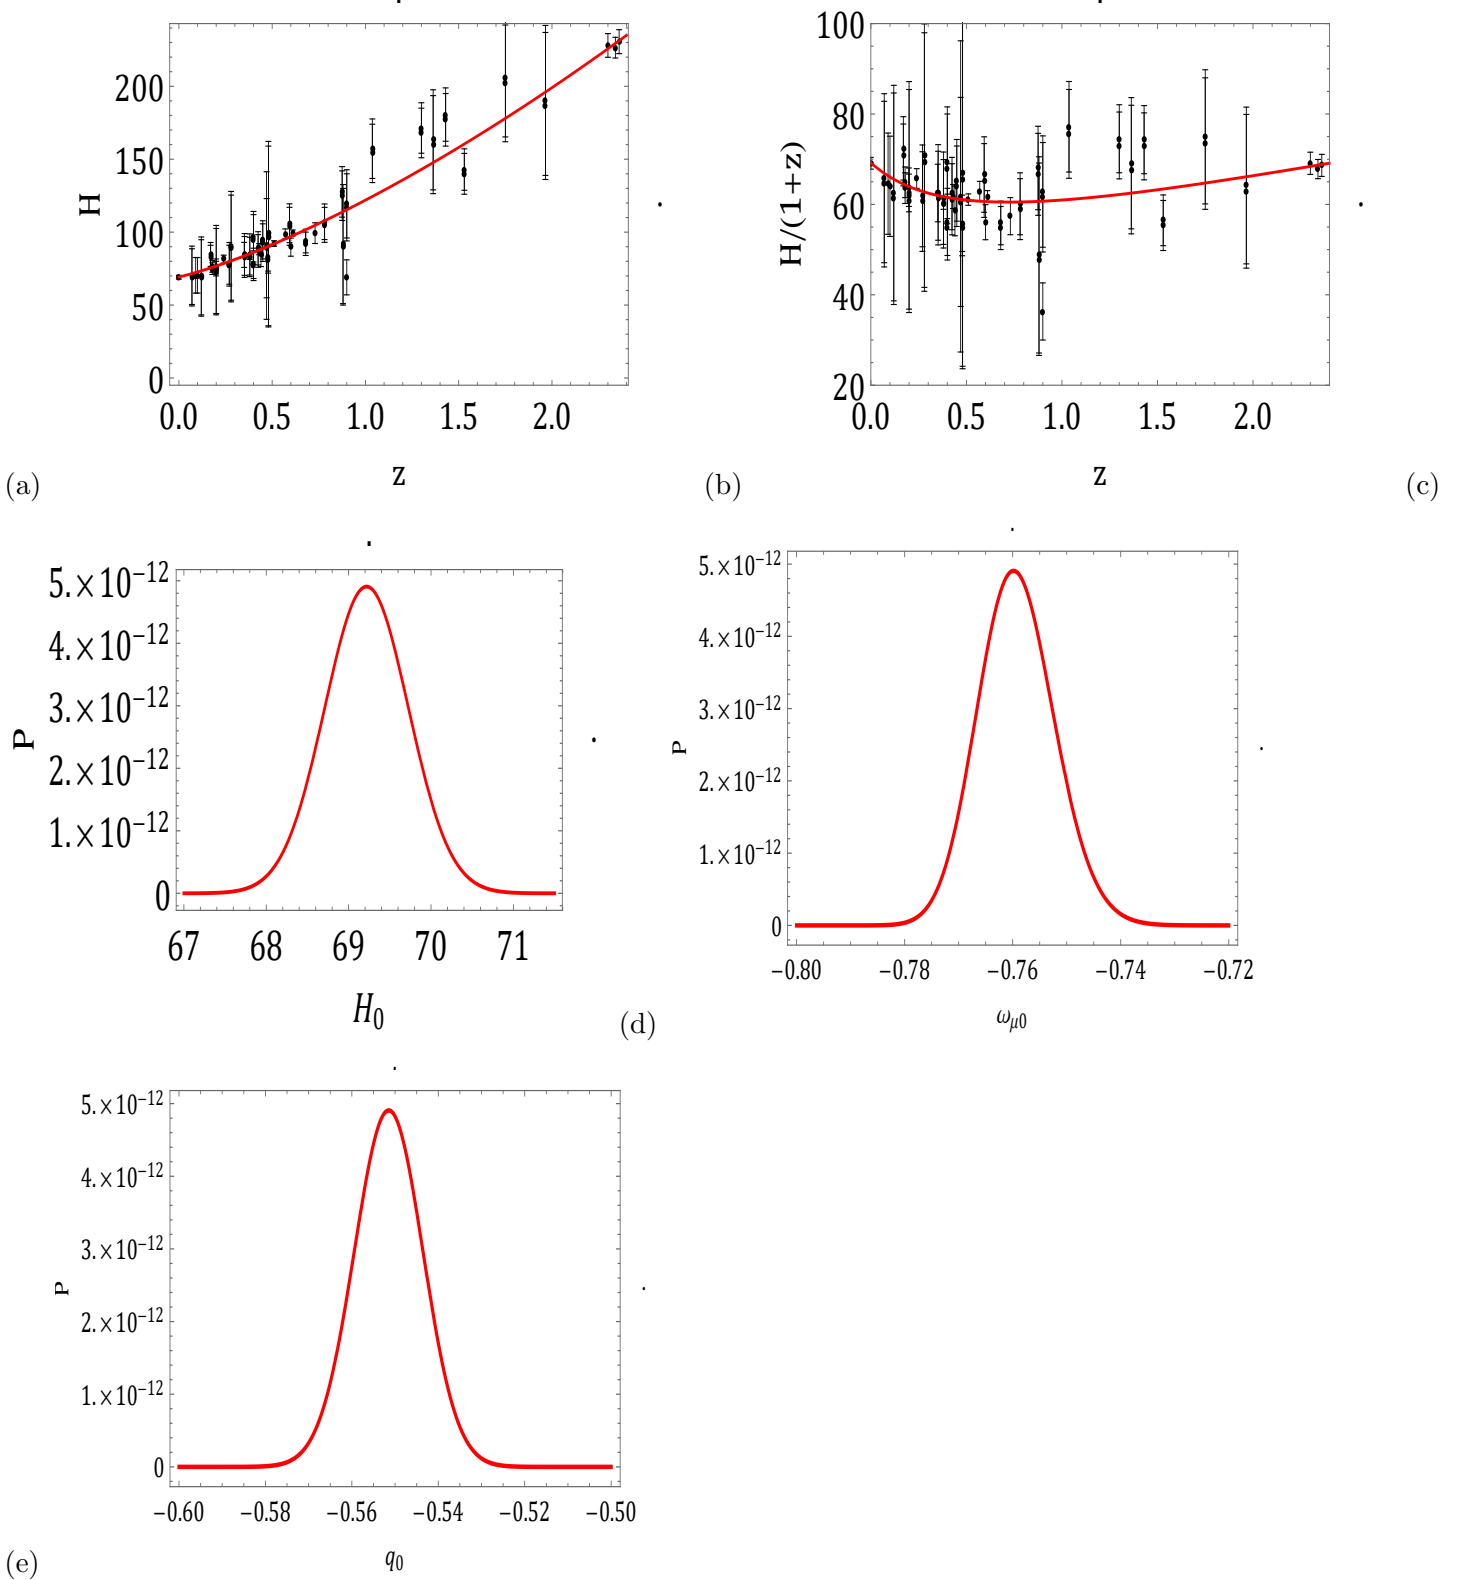 H
200
150
100
50
0
0.0 0.5 1.0 1.5 2.0
z
(a)
H/(1+z)
100
80
60
40
20
0.0 0.5 1.0 1.5 2.0
z
(b)
(c)
P
5.×10⁻¹²
4.×10⁻¹²
3.×10⁻¹²
2.×10⁻¹²
1.×10⁻¹²
0
67 68 69 70 71
H₀
(d)
P
5.×10⁻¹²
4.×10⁻¹²
3.×10⁻¹²
2.×10⁻¹²
1.×10⁻¹²
0
−0.80 −0.78 −0.76 −0.74 −0.72
ω_{μ0}
P
5.×10⁻¹²
4.×10⁻¹²
3.×10⁻¹²
2.×10⁻¹²
1.×10⁻¹²
0
−0.60 −0.58 −0.56 −0.54 −0.52 −0.50
q₀
(e)